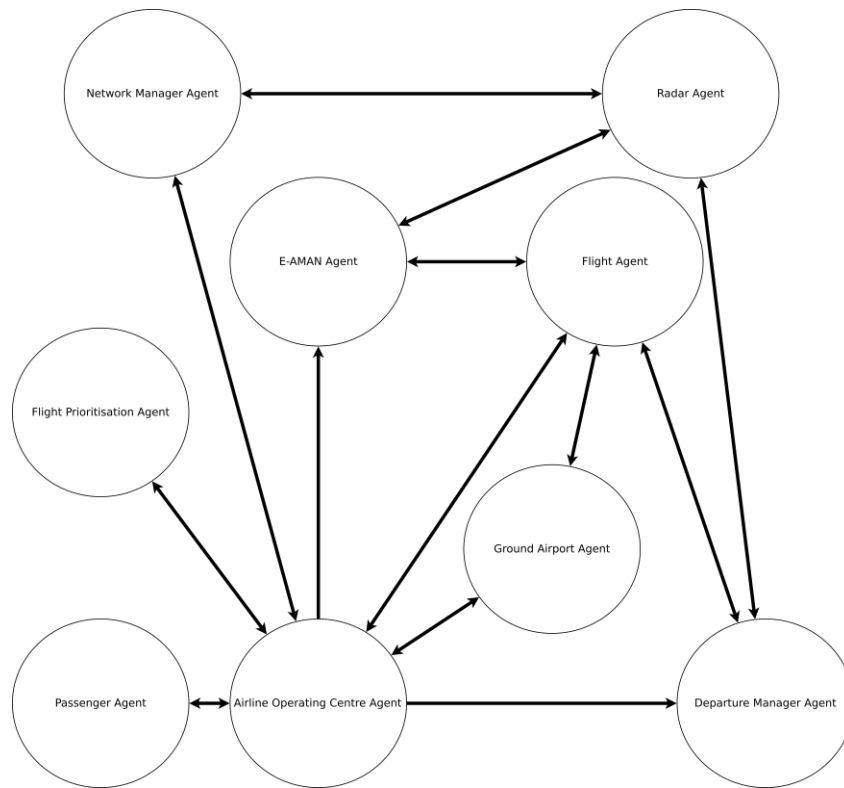 Network Manager Agent
Radar Agent
E-AMAN Agent
Flight Agent
Flight Prioritisation Agent
Ground Airport Agent
Passenger Agent
Airline Operating Centre Agent
Departure Manager Agent